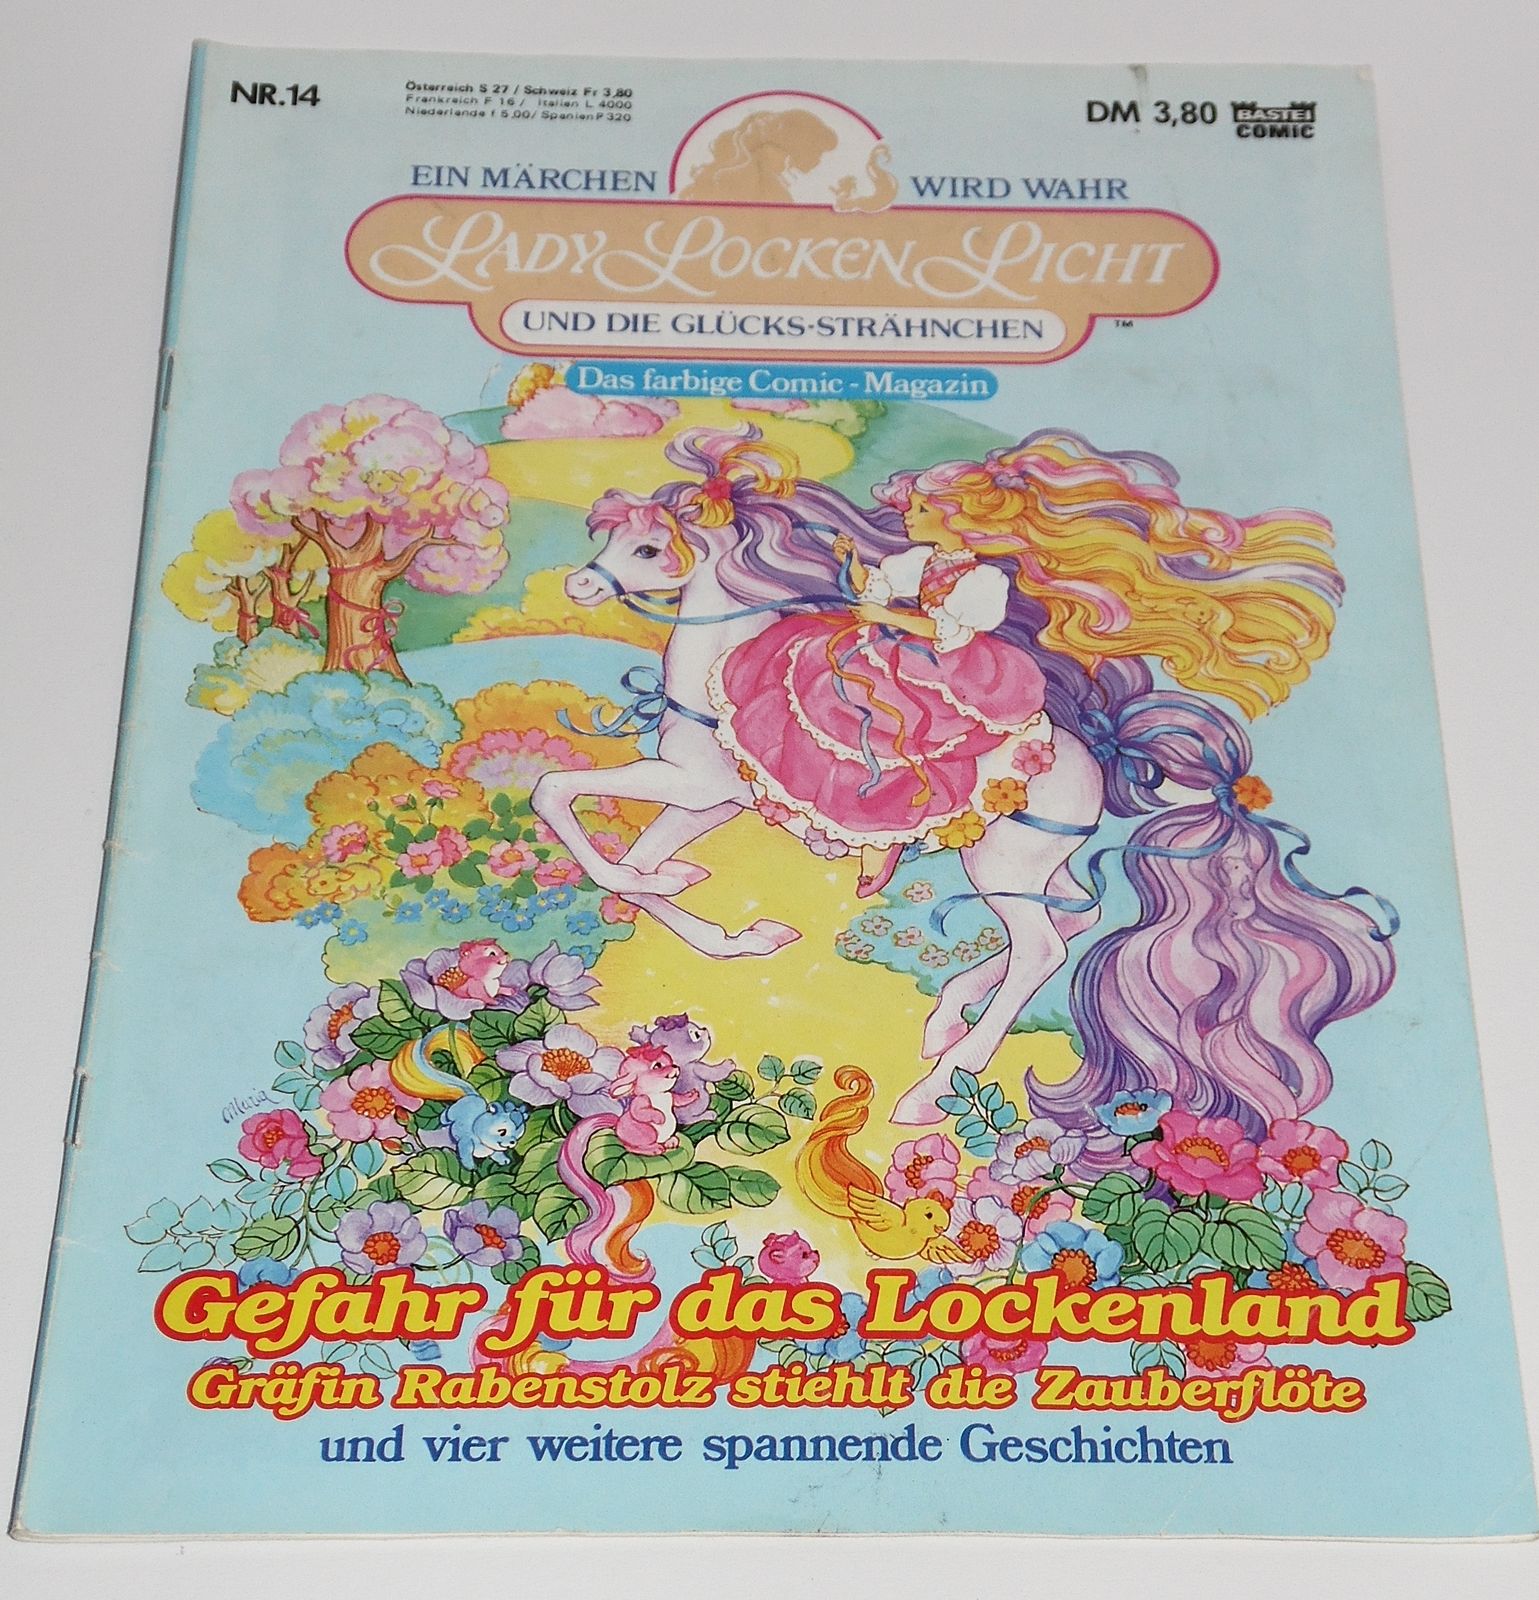 NR.14
Österreich S 27 / Schweiz Fr 3,80
Frankreich F 16 / Italien L 4000
Niederlande f 5,00/ Spanien P 320
DM 3,80
BASTEI
COMIC
EIN MÄRCHEN WIRD WAHR
LADY LOCKEN LICHT
UND DIE GLÜCKS-STRÄHNCHEN
TM
Das farbige Comic-Magazin
Gefahr für das Lockenland
Gräfin Rabenstolz stiehlt die Zauberflöte
und vier weitere spannende Geschichten